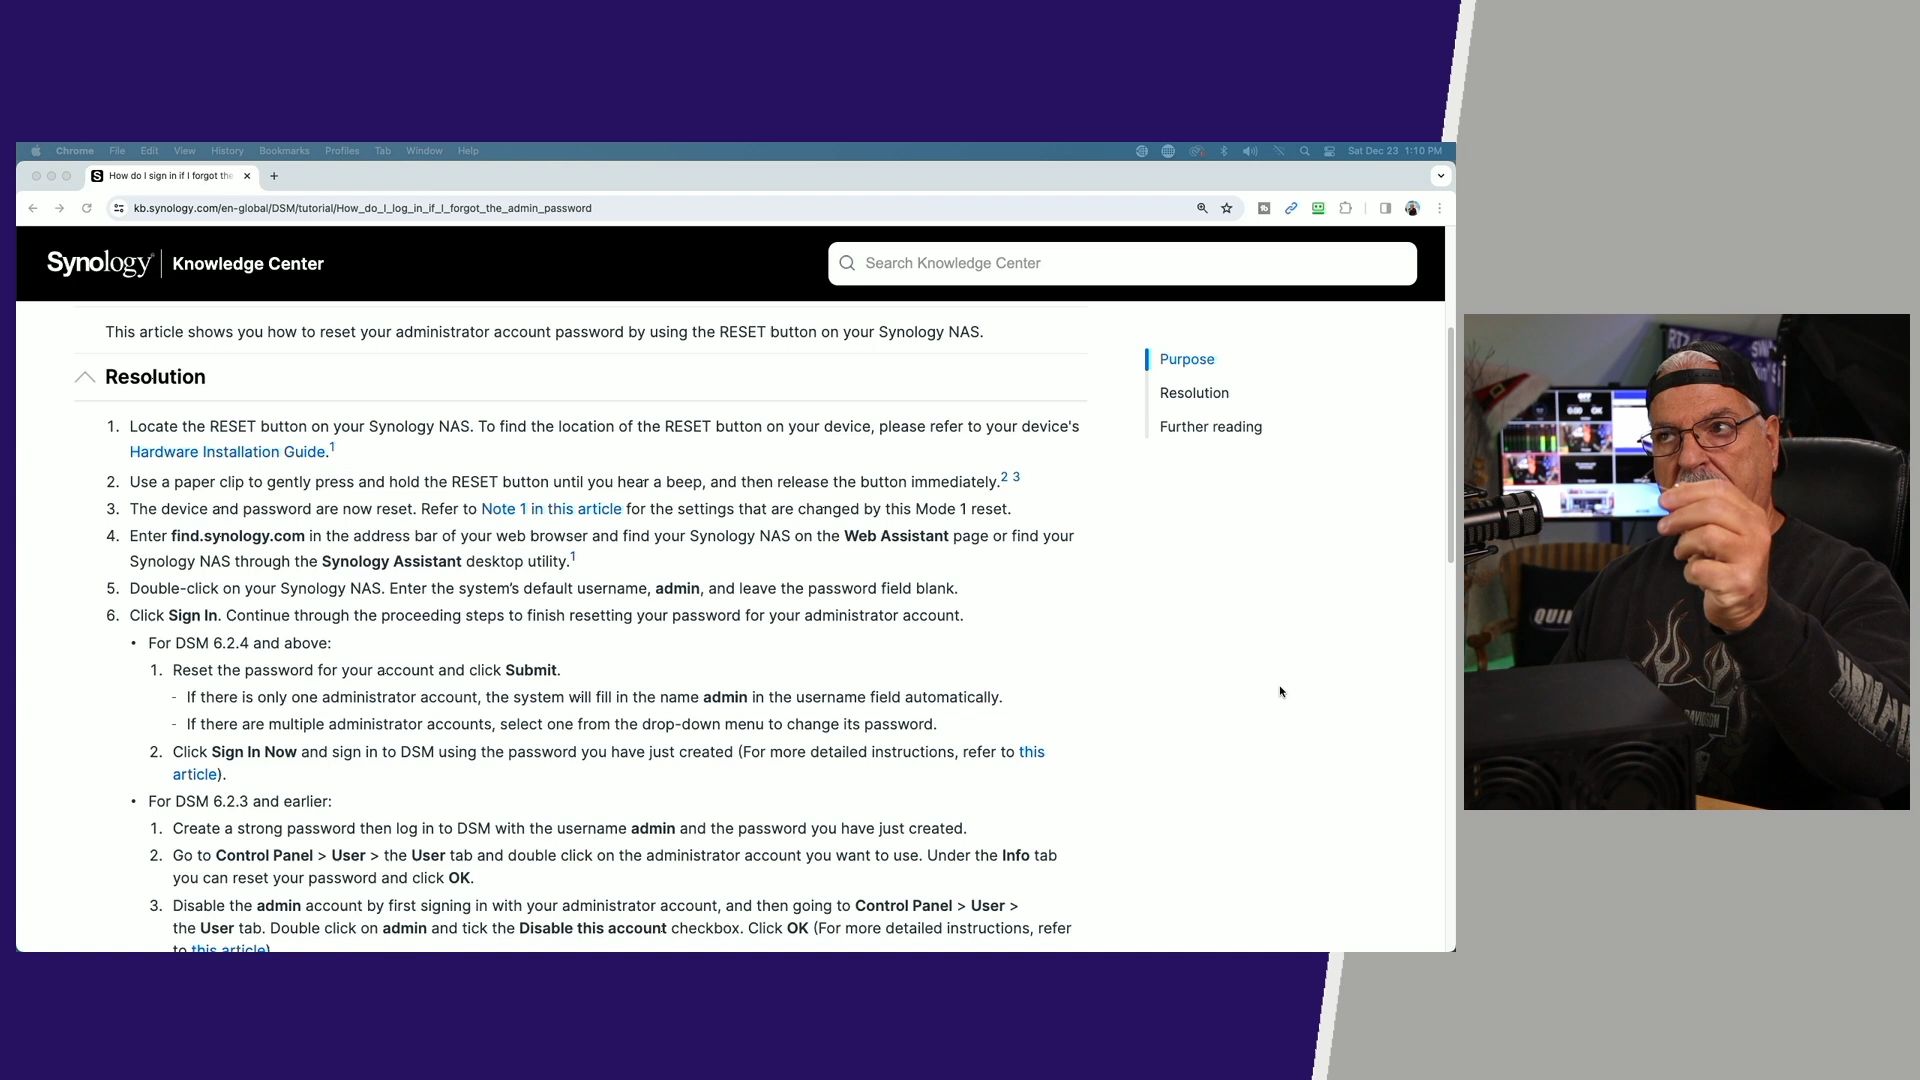 Chrome File Edit View History Bookmarks Profiles Tab Window Help Sat Dec 23 1:10 PM
How do I sign in if I forgot the
kb.synology.com/en-global/DSM/tutorial/How_do_I_log_in_if_I_forgot_the_admin_password
Synology Knowledge Center Search Knowledge Center
This article shows you how to reset your administrator account password by using the RESET button on your Synology NAS.
Resolution
1. Locate the RESET button on your Synology NAS. To find the location of the RESET button on your device, please refer to your device's
Hardware Installation Guide.1
2. Use a paper clip to gently press and hold the RESET button until you hear a beep, and then release the button immediately.2 3
3. The device and password are now reset. Refer to Note 1 in this article for the settings that are changed by this Mode 1 reset.
4. Enter find.synology.com in the address bar of your web browser and find your Synology NAS on the Web Assistant page or find your
Synology NAS through the Synology Assistant desktop utility.1
5. Double-click on your Synology NAS. Enter the system's default username, admin, and leave the password field blank.
6. Click Sign In. Continue through the proceeding steps to finish resetting your password for your administrator account.
• For DSM 6.2.4 and above:
1. Reset the password for your account and click Submit.
- If there is only one administrator account, the system will fill in the name admin in the username field automatically.
- If there are multiple administrator accounts, select one from the drop-down menu to change its password.
2. Click Sign In Now and sign in to DSM using the password you have just created (For more detailed instructions, refer to this
article).
• For DSM 6.2.3 and earlier:
1. Create a strong password then log in to DSM with the username admin and the password you have just created.
2. Go to Control Panel > User > the User tab and double click on the administrator account you want to use. Under the Info tab
you can reset your password and click OK.
3. Disable the admin account by first signing in with your administrator account, and then going to Control Panel > User >
the User tab. Double click on admin and tick the Disable this account checkbox. Click OK (For more detailed instructions, refer
to this article)
Purpose
Resolution
Further reading